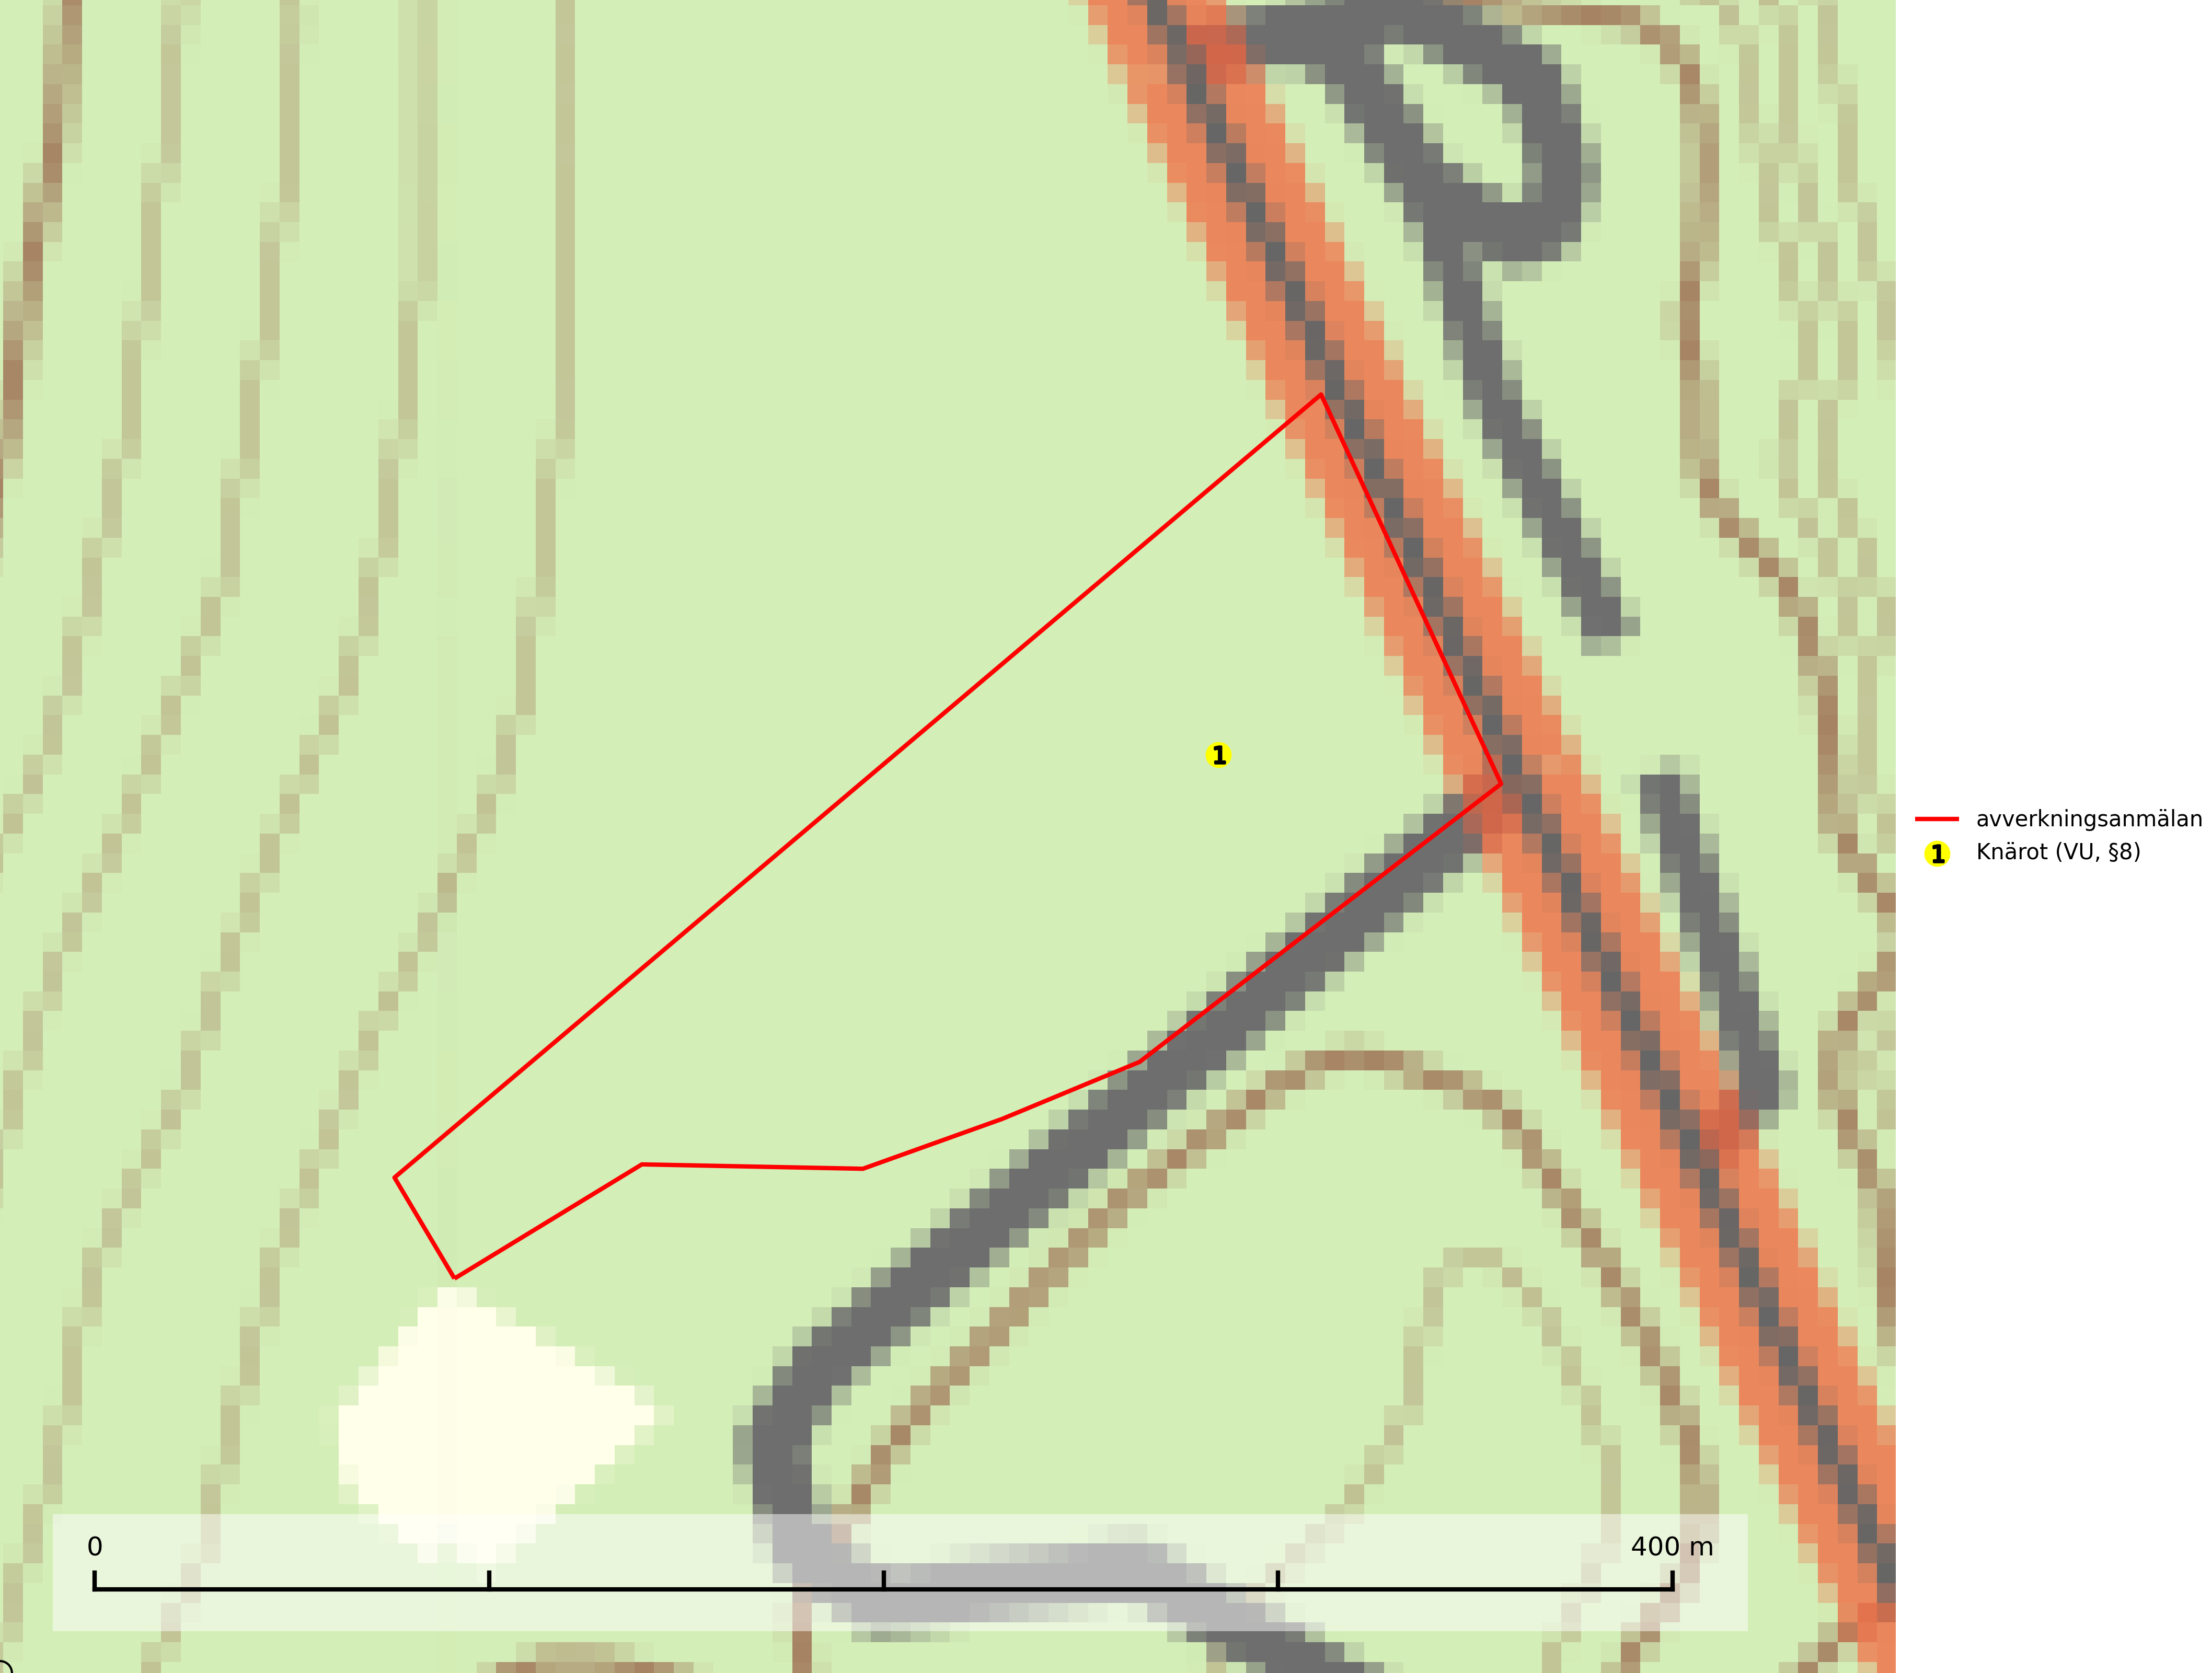 1
avverkningsanmälan
1 Knärot (VU, §8)
0 400 m